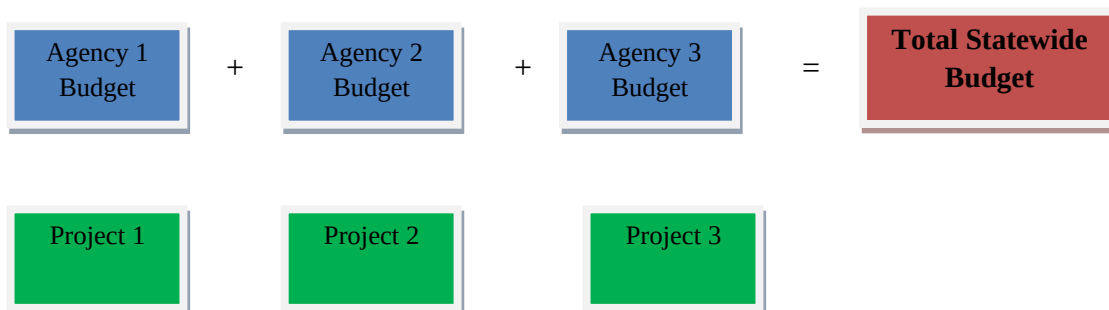 Agency 1
Budget
+
Agency 2
Budget
+
Agency 3
Budget
=
Total Statewide
Budget
Project 1
Project 2
Project 3